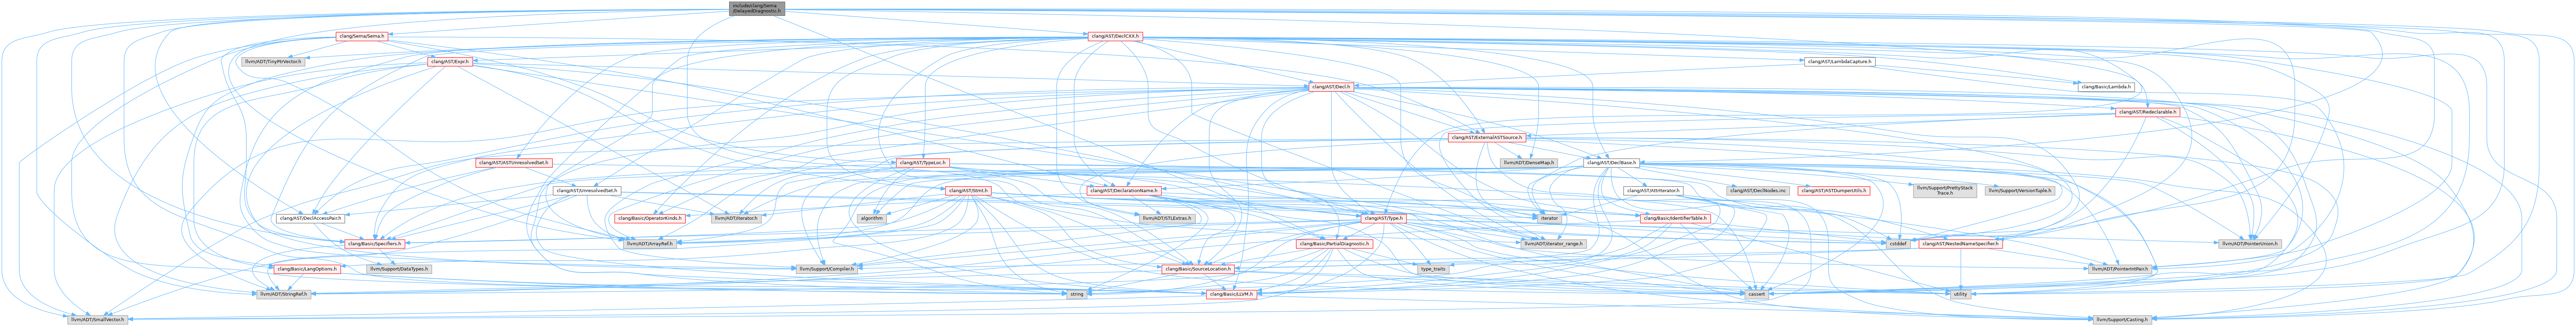 include/clang/Sema
/DelayedDiagnostic.h
clang/Sema/Sema.h
clang/AST/DeclCXX.h
llvm/ADT/TinyPtrVector.h
clang/AST/Expr.h
clang/AST/LambdaCapture.h
clang/AST/Decl.h
clang/Basic/Lambda.h
clang/AST/Redeclarable.h
clang/AST/ExternalASTSource.h
clang/AST/ASTUnresolvedSet.h
clang/AST/TypeLoc.h
llvm/ADT/DenseMap.h
clang/AST/DeclBase.h
clang/AST/UnresolvedSet.h
clang/AST/Stmt.h
clang/AST/DeclarationName.h
clang/AST/AttrIterator.h
clang/AST/DeclNodes.inc
clang/AST/ASTDumperUtils.h
llvm/Support/PrettyStack
Trace.h
llvm/Support/VersionTuple.h
clang/AST/DeclAccessPair.h
clang/Basic/OperatorKinds.h
llvm/ADT/iterator.h
algorithm
llvm/ADT/STLExtras.h
clang/AST/Type.h
iterator
clang/Basic/IdentifierTable.h
clang/Basic/Specifiers.h
llvm/ADT/ArrayRef.h
clang/Basic/PartialDiagnostic.h
llvm/ADT/iterator_range.h
cstddef
clang/AST/NestedNameSpecifier.h
llvm/ADT/PointerUnion.h
clang/Basic/LangOptions.h
llvm/Support/DataTypes.h
llvm/Support/Compiler.h
clang/Basic/SourceLocation.h
type_traits
llvm/ADT/PointerIntPair.h
llvm/ADT/StringRef.h
string
clang/Basic/LLVM.h
cassert
utility
llvm/ADT/SmallVector.h
llvm/Support/Casting.h